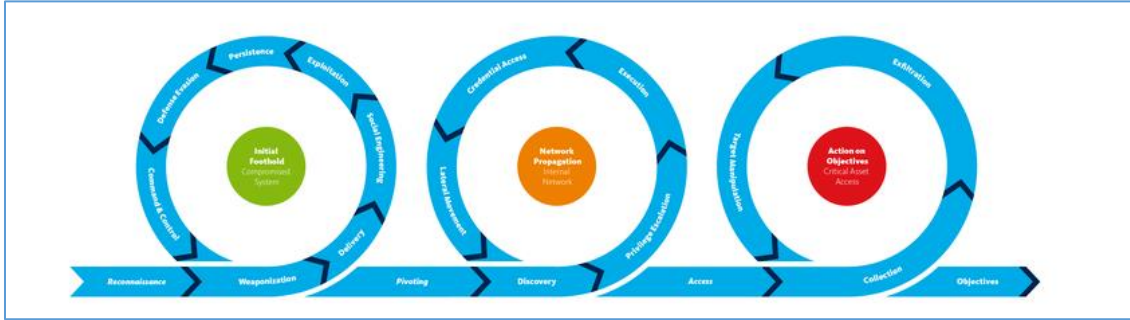 Reconnaissance
Weaponization
Delivery
Social Engineering
Exploitation
Persistence
Defense Evasion
Command & Control
Initial
Foothold
Compromised
System
Pivoting
Discovery
Privilege Escalation
Execution
Credential Access
Lateral Movement
Network
Propagation
Internal
Network
Access
Collection
Exfiltration
Target Manipulation
Action on
Objectives
Critical Asset
Access
Objectives